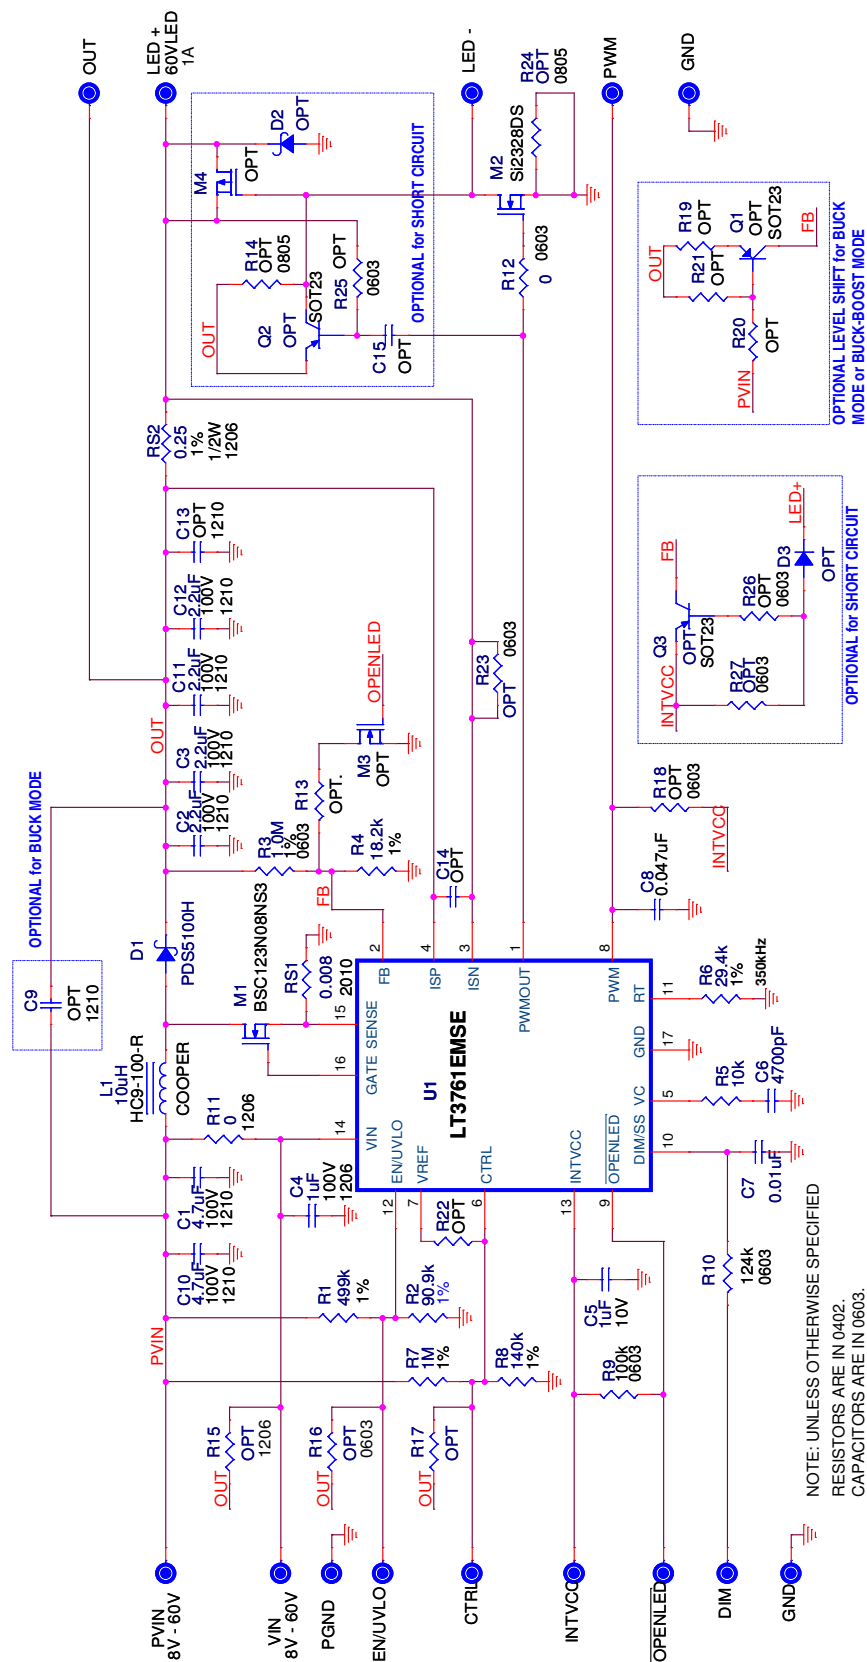 OUT
LED +
60VLED
1A
LED -
PWM
GND
D2
OPT
M4
OPT
R14
OPT
0805
OUT
Q2
OPT
SOT23
R25
OPT
0603
C15
OPT
OPTIONAL for SHORT CIRCUIT
M2
Si2328DS
R24
OPT
0805
R12
0
0603
OUT
R19
OPT
R21
OPT
Q1
OPT
SOT23
FB
R20
OPT
PVIN
OPTIONAL LEVEL SHIFT for BUCK
MODE or BUCK-BOOST MODE
RS2
0.25
1%
1/2W
1206
C13
OPT
1210
C12
2.2uF
100V
1210
C11
2.2uF
100V
1210
OUT
C3
2.2uF
100V
1210
C2
2.2uF
100V
1210
R23
OPT
0603
FB
LED+
D3
OPT
Q3
OPT
SOT23
R26
OPT
0603
R27
OPT
0603
INTVCC
OPTIONAL for SHORT CIRCUIT
OPTIONAL for BUCK MODE
C9
OPT
1210
D1
PDS5100H
R3
1.0M
1%
0603
R13
OPT.
M3
OPT
OPENLED
R4
18.2k
1%
FB
C14
OPT
R18
OPT
0603
INTVCC
C8
0.047uF
M1
BSC123N08NS3
RS1
0.008
2010
L1
10uH
HC9-100-R
COOPER
R11
0
1206
U1
LT3761EMSE
2
FB
4
ISP
3
ISN
1
PWMOUT
8
PWM
15
SENSE
16
GATE
14
VIN
12
EN/UVLO
7
VREF
6
CTRL
13
INTVCC
9
OPENLED
10
DIM/SS
5
VC
17
GND
11
RT
R6
29.4k
1%
350kHz
R5
10k
C6
4700pF
C7
0.01uF
C1
4.7uF
100V
1210
C10
4.7uF
100V
1210
C4
1uF
100V
1206
R22
OPT
PVIN
R1
499k
1%
R2
90.9k
1%
R7
1M
1%
R8
140k
1%
C5
1uF
10V
R9
100k
0603
R10
124k
0603
R15
OPT
1206
OUT
R16
OPT
0603
OUT
R17
OPT
OUT
PVIN
8V - 60V
VIN
8V - 60V
PGND
EN/UVLO
CTRL
INTVCC
OPENLED
DIM
GND
NOTE: UNLESS OTHERWISE SPECIFIED
RESISTORS ARE IN 0402.
CAPACITORS ARE IN 0603.